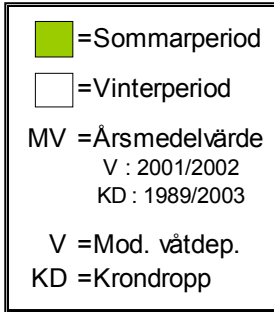 =Sommarperiod
=Vinterperiod
MV =Årsmedelvärde
V : 2001/2002
KD : 1989/2003
V =Mod. våtdep.
KD =Krondropp